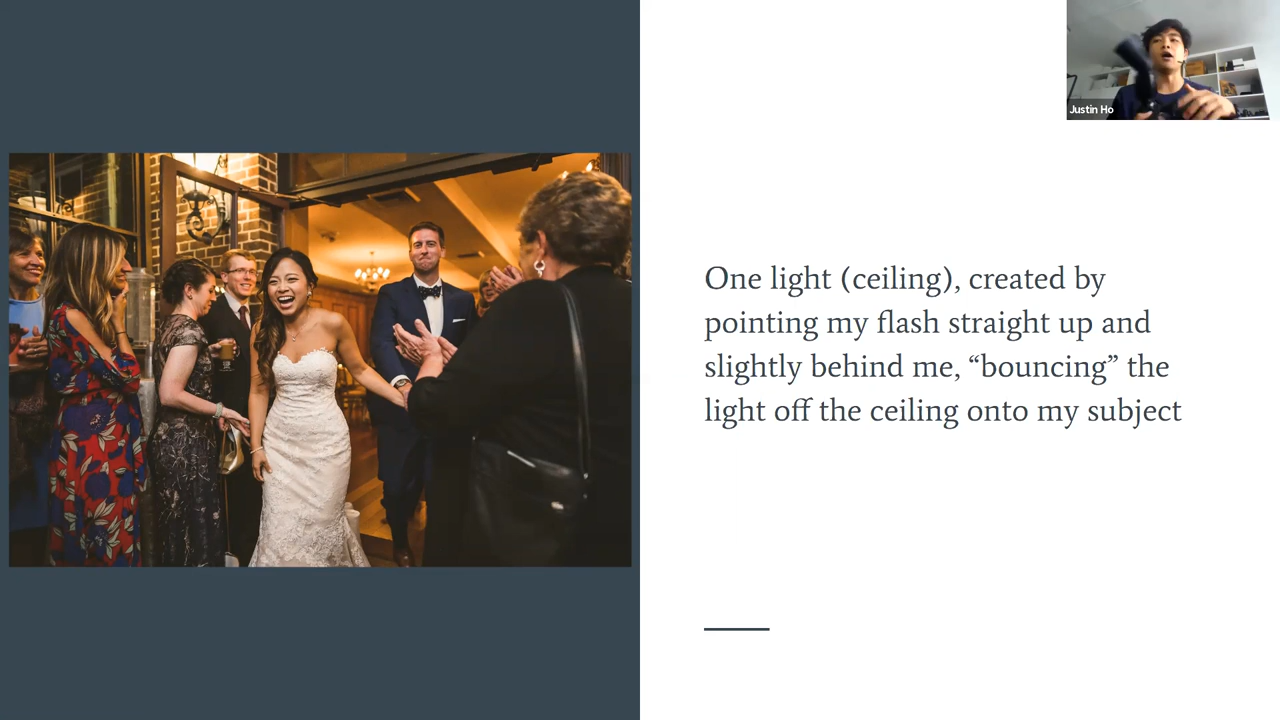 Justin Ho
One light (ceiling), created by
pointing my flash straight up and
slightly behind me, “bouncing” the
light off the ceiling onto my subject